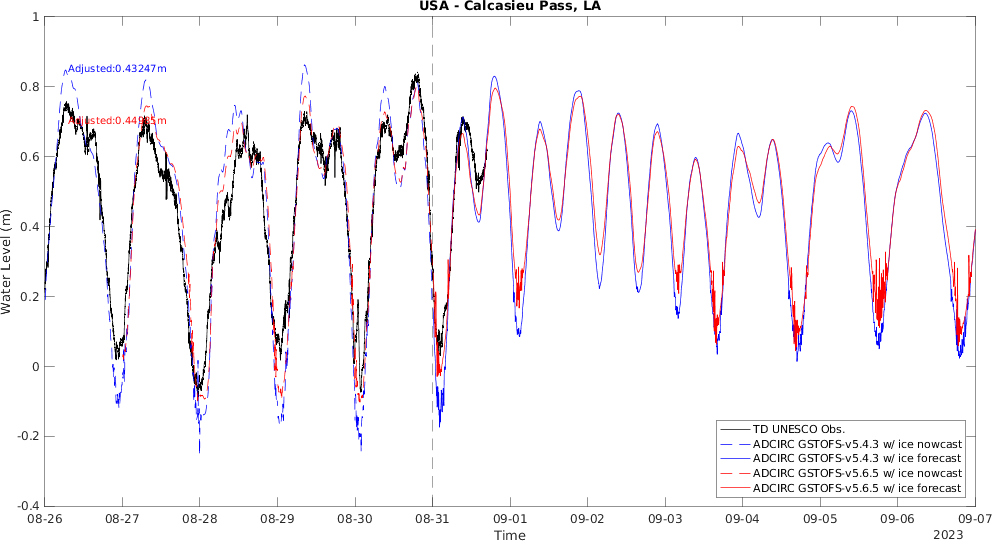 USA - Calcasieu Pass, LA
1
0.8
0.6
0.4
0.2
0
-0.2
-0.4
Water Level (m)
Adjusted:0.43247m
TD UNESCO Obs.
ADCIRC GSTOFS-v5.4.3 w/ ice nowcast
ADCIRC GSTOFS-v5.4.3 w/ ice forecast
ADCIRC GSTOFS-v5.6.5 w/ ice nowcast
ADCIRC GSTOFS-v5.6.5 w/ ice forecast
08-26 08-27 08-28 08-29 08-30 08-31 09-01 09-02 09-03 09-04 09-05 09-06 09-07
Time
2023